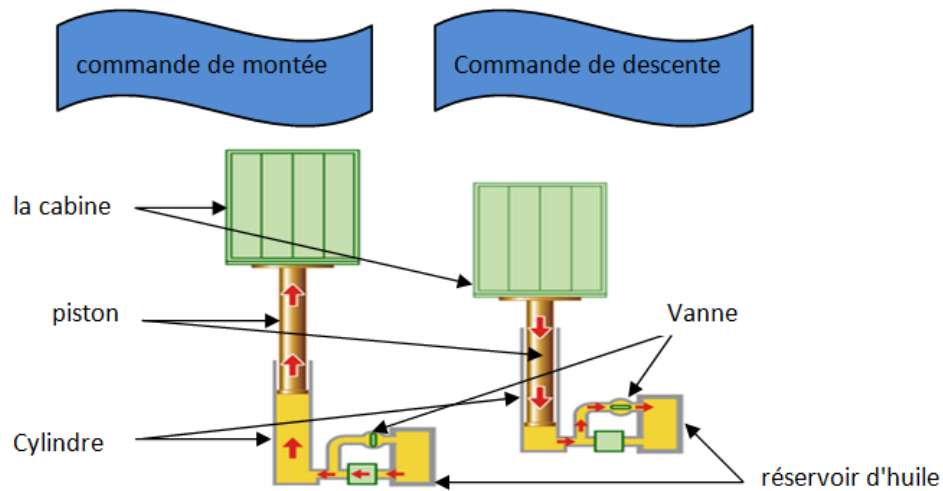 commande de montée
Commande de descente
la cabine
piston
Vanne
Cylindre
réservoir d'huile